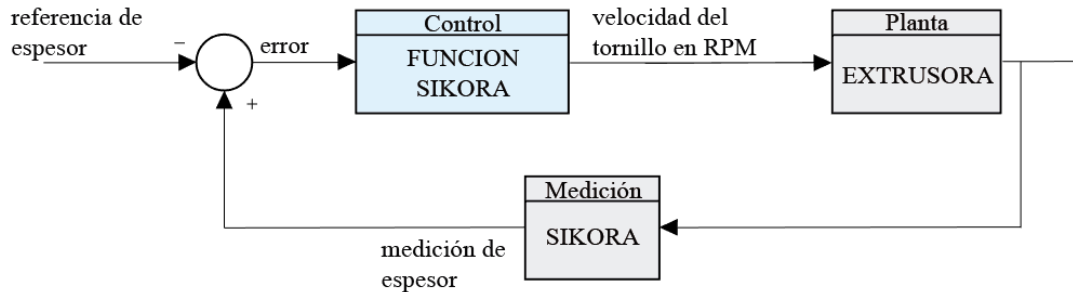 referencia de
espesor
−
+
error
Control
FUNCION
SIKORA
velocidad del
tornillo en RPM
Planta
EXTRUSORA
Medición
SIKORA
medición de
espesor